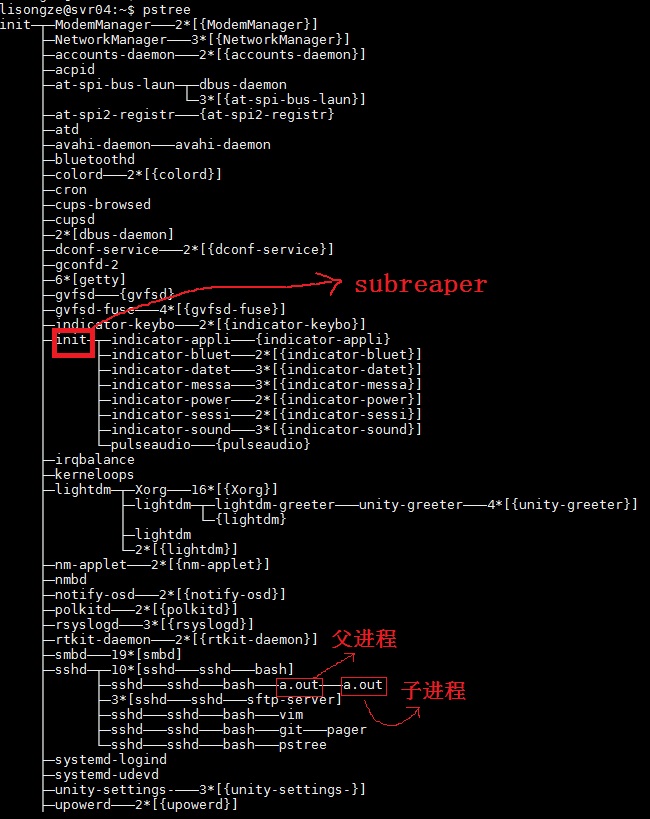 lisongze@svr04:~$ pstree
init─┬─ModemManager───2*[{ModemManager}]
     ├─NetworkManager───3*[{NetworkManager}]
     ├─accounts-daemon───2*[{accounts-daemon}]
     ├─acpid
     ├─at-spi-bus-laun─┬─dbus-daemon
     │                 └─3*[{at-spi-bus-laun}]
     ├─at-spi2-registr───{at-spi2-registr}
     ├─atd
     ├─avahi-daemon───avahi-daemon
     ├─bluetoothd
     ├─colord───2*[{colord}]
     ├─cron
     ├─cups-browsed
     ├─cupsd
     ├─2*[dbus-daemon]
     ├─dconf-service───2*[{dconf-service}]
     ├─gconfd-2
     ├─6*[getty]
     ├─gvfsd───{gvfsd}
subreaper
     ├─gvfsd-fuse───4*[{gvfsd-fuse}]
     ├─indicator-keybo───2*[{indicator-keybo}]
     ├─init─┬─indicator-appli───{indicator-appli}
     │      ├─indicator-bluet───2*[{indicator-bluet}]
     │      ├─indicator-datet───3*[{indicator-datet}]
     │      ├─indicator-messa───3*[{indicator-messa}]
     │      ├─indicator-power───2*[{indicator-power}]
     │      ├─indicator-sessi───2*[{indicator-sessi}]
     │      ├─indicator-sound───3*[{indicator-sound}]
     │      └─pulseaudio───{pulseaudio}
     ├─irqbalance
     ├─kerneloops
     ├─lightdm─┬─Xorg───16*[{Xorg}]
     │         ├─lightdm─┬─lightdm-greeter───unity-greeter───4*[{unity-greeter}]
     │         │         └─{lightdm}
     │         ├─lightdm
     │         └─2*[{lightdm}]
     ├─nm-applet───2*[{nm-applet}]
     ├─nmbd
     ├─notify-osd───2*[{notify-osd}]
     ├─polkitd───2*[{polkitd}]
     ├─rsyslogd───3*[{rsyslogd}]
     ├─rtkit-daemon───2*[{rtkit-daemon}]
父进程
     ├─smbd───19*[smbd]
     ├─sshd─┬─10*[sshd───sshd───bash]
     │      ├─sshd───sshd───bash───a.out───a.out
子进程
     │      ├─3*[sshd───sshd───sftp-server]
     │      ├─sshd───sshd───bash───vim
     │      ├─sshd───sshd───bash───git───pager
     │      └─sshd───sshd───bash───pstree
     ├─systemd-logind
     ├─systemd-udevd
     ├─unity-settings-───3*[{unity-settings-}]
     ├─upowerd───2*[{upowerd}]